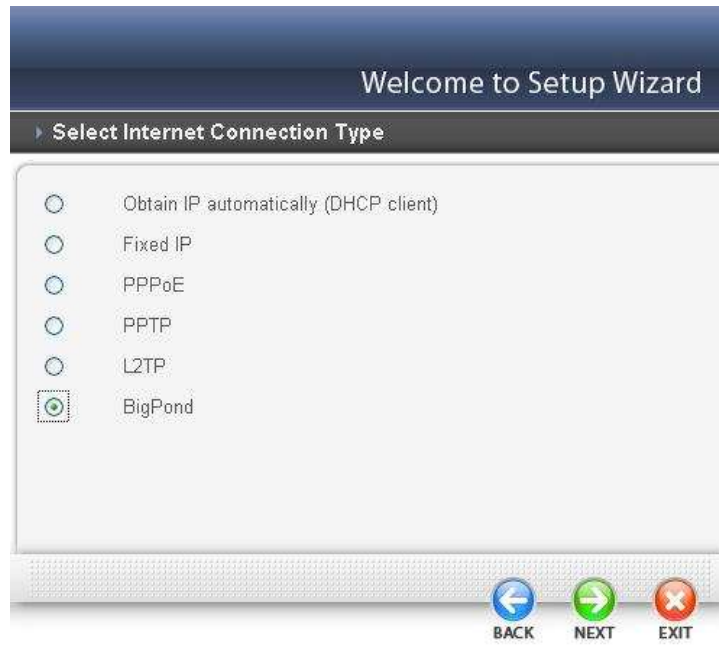 Welcome to Setup Wizard
Select Internet Connection Type
Obtain IP automatically (DHCP client)
Fixed IP
PPPoE
PPTP
L2TP
BigPond
BACK NEXT EXIT